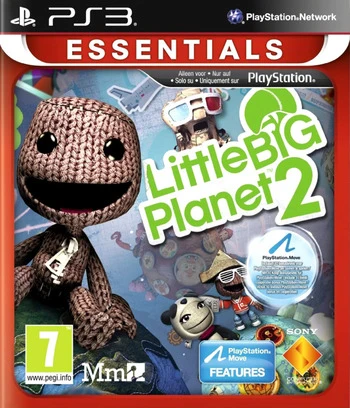 PS3
PlayStation®Network
ESSENTIALS
Alleen voor • Nur auf
Solo su • Uniquement sur
PlayStation®
LittleBIG
Planet 2
PlayStation®Move
7
www.pegi.info
Mm
PlayStation®
Move
FEATURES
SONY